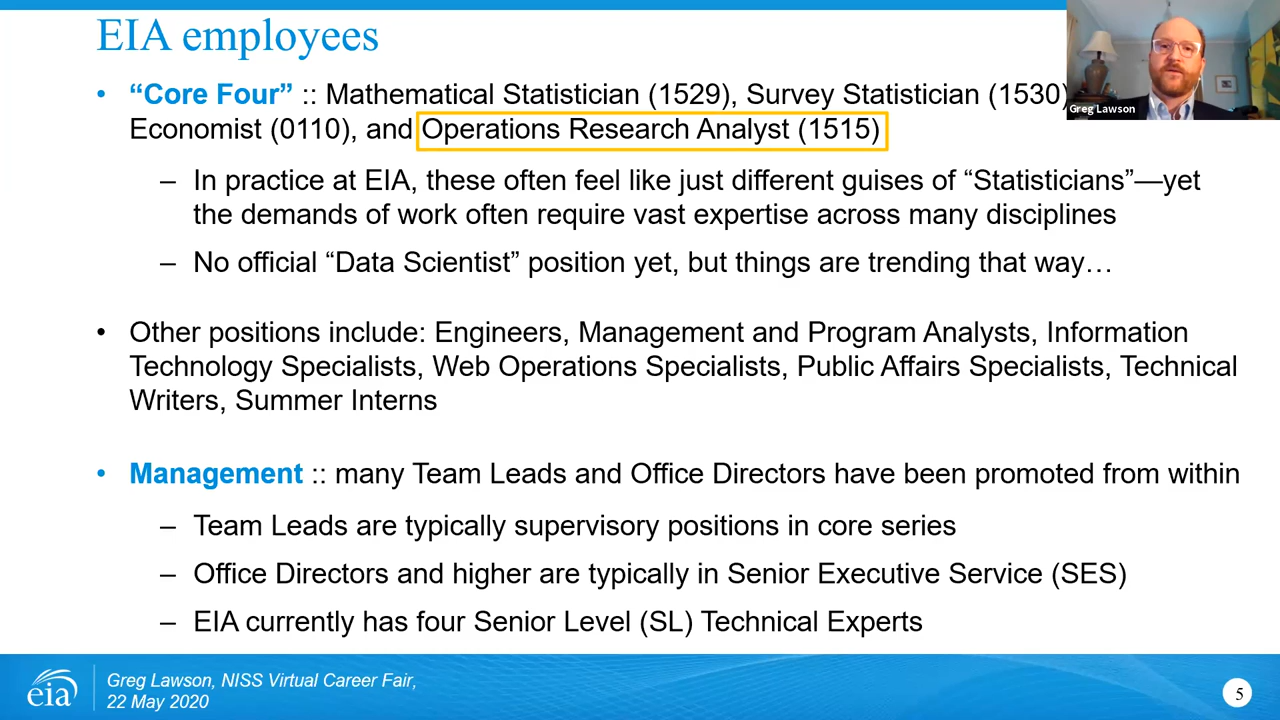 EIA employees
• “Core Four” :: Mathematical Statistician (1529), Survey Statistician (1530)
Economist (0110), and Operations Research Analyst (1515)
– In practice at EIA, these often feel like just different guises of “Statisticians”—yet
the demands of work often require vast expertise across many disciplines
– No official “Data Scientist” position yet, but things are trending that way…
• Other positions include: Engineers, Management and Program Analysts, Information
Technology Specialists, Web Operations Specialists, Public Affairs Specialists, Technical
Writers, Summer Interns
• Management :: many Team Leads and Office Directors have been promoted from within
– Team Leads are typically supervisory positions in core series
– Office Directors and higher are typically in Senior Executive Service (SES)
– EIA currently has four Senior Level (SL) Technical Experts
Greg Lawson
eia
Greg Lawson, NISS Virtual Career Fair,
22 May 2020
5